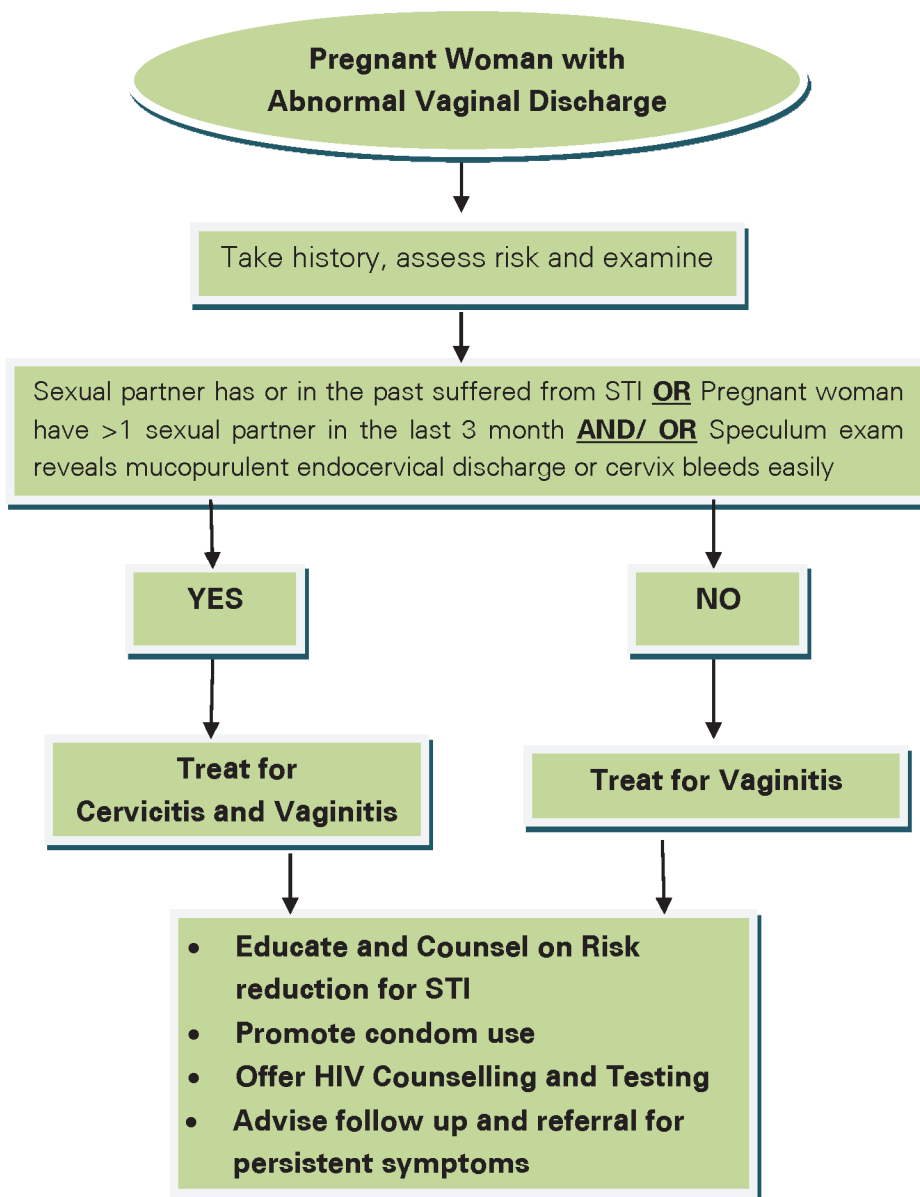 Pregnant Woman with
Abnormal Vaginal Discharge
Take history, assess risk and examine
Sexual partner has or in the past suffered from STI OR Pregnant woman
have >1 sexual partner in the last 3 month AND/ OR Speculum exam
reveals mucopurulent endocervical discharge or cervix bleeds easily
YES
NO
Treat for
Cervicitis and Vaginitis
Treat for Vaginitis
• Educate and Counsel on Risk
reduction for STI
• Promote condom use
• Offer HIV Counselling and Testing
• Advise follow up and referral for
persistent symptoms